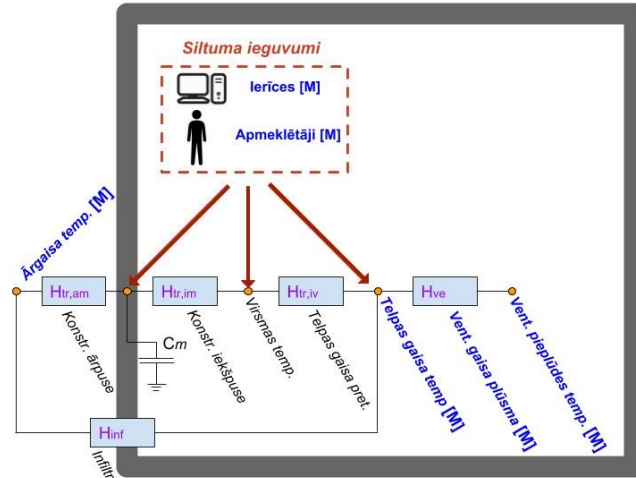 Siltuma ieguvumi
Ierīces [M]
Apmeklētāji [M]
Ārgaisa temp. [M]
Htr,am
Htr,im
Htr,iv
Hve
Konstr. ārpuse
Cm
Konstr. iekšpuse
Virsmas temp.
Telpas gaisa pret.
Telpas gaisa temp [M]
Vent. gaisa plūsma [M]
Vent. pieplūdes temp. [M]
Hinf
Infiltr